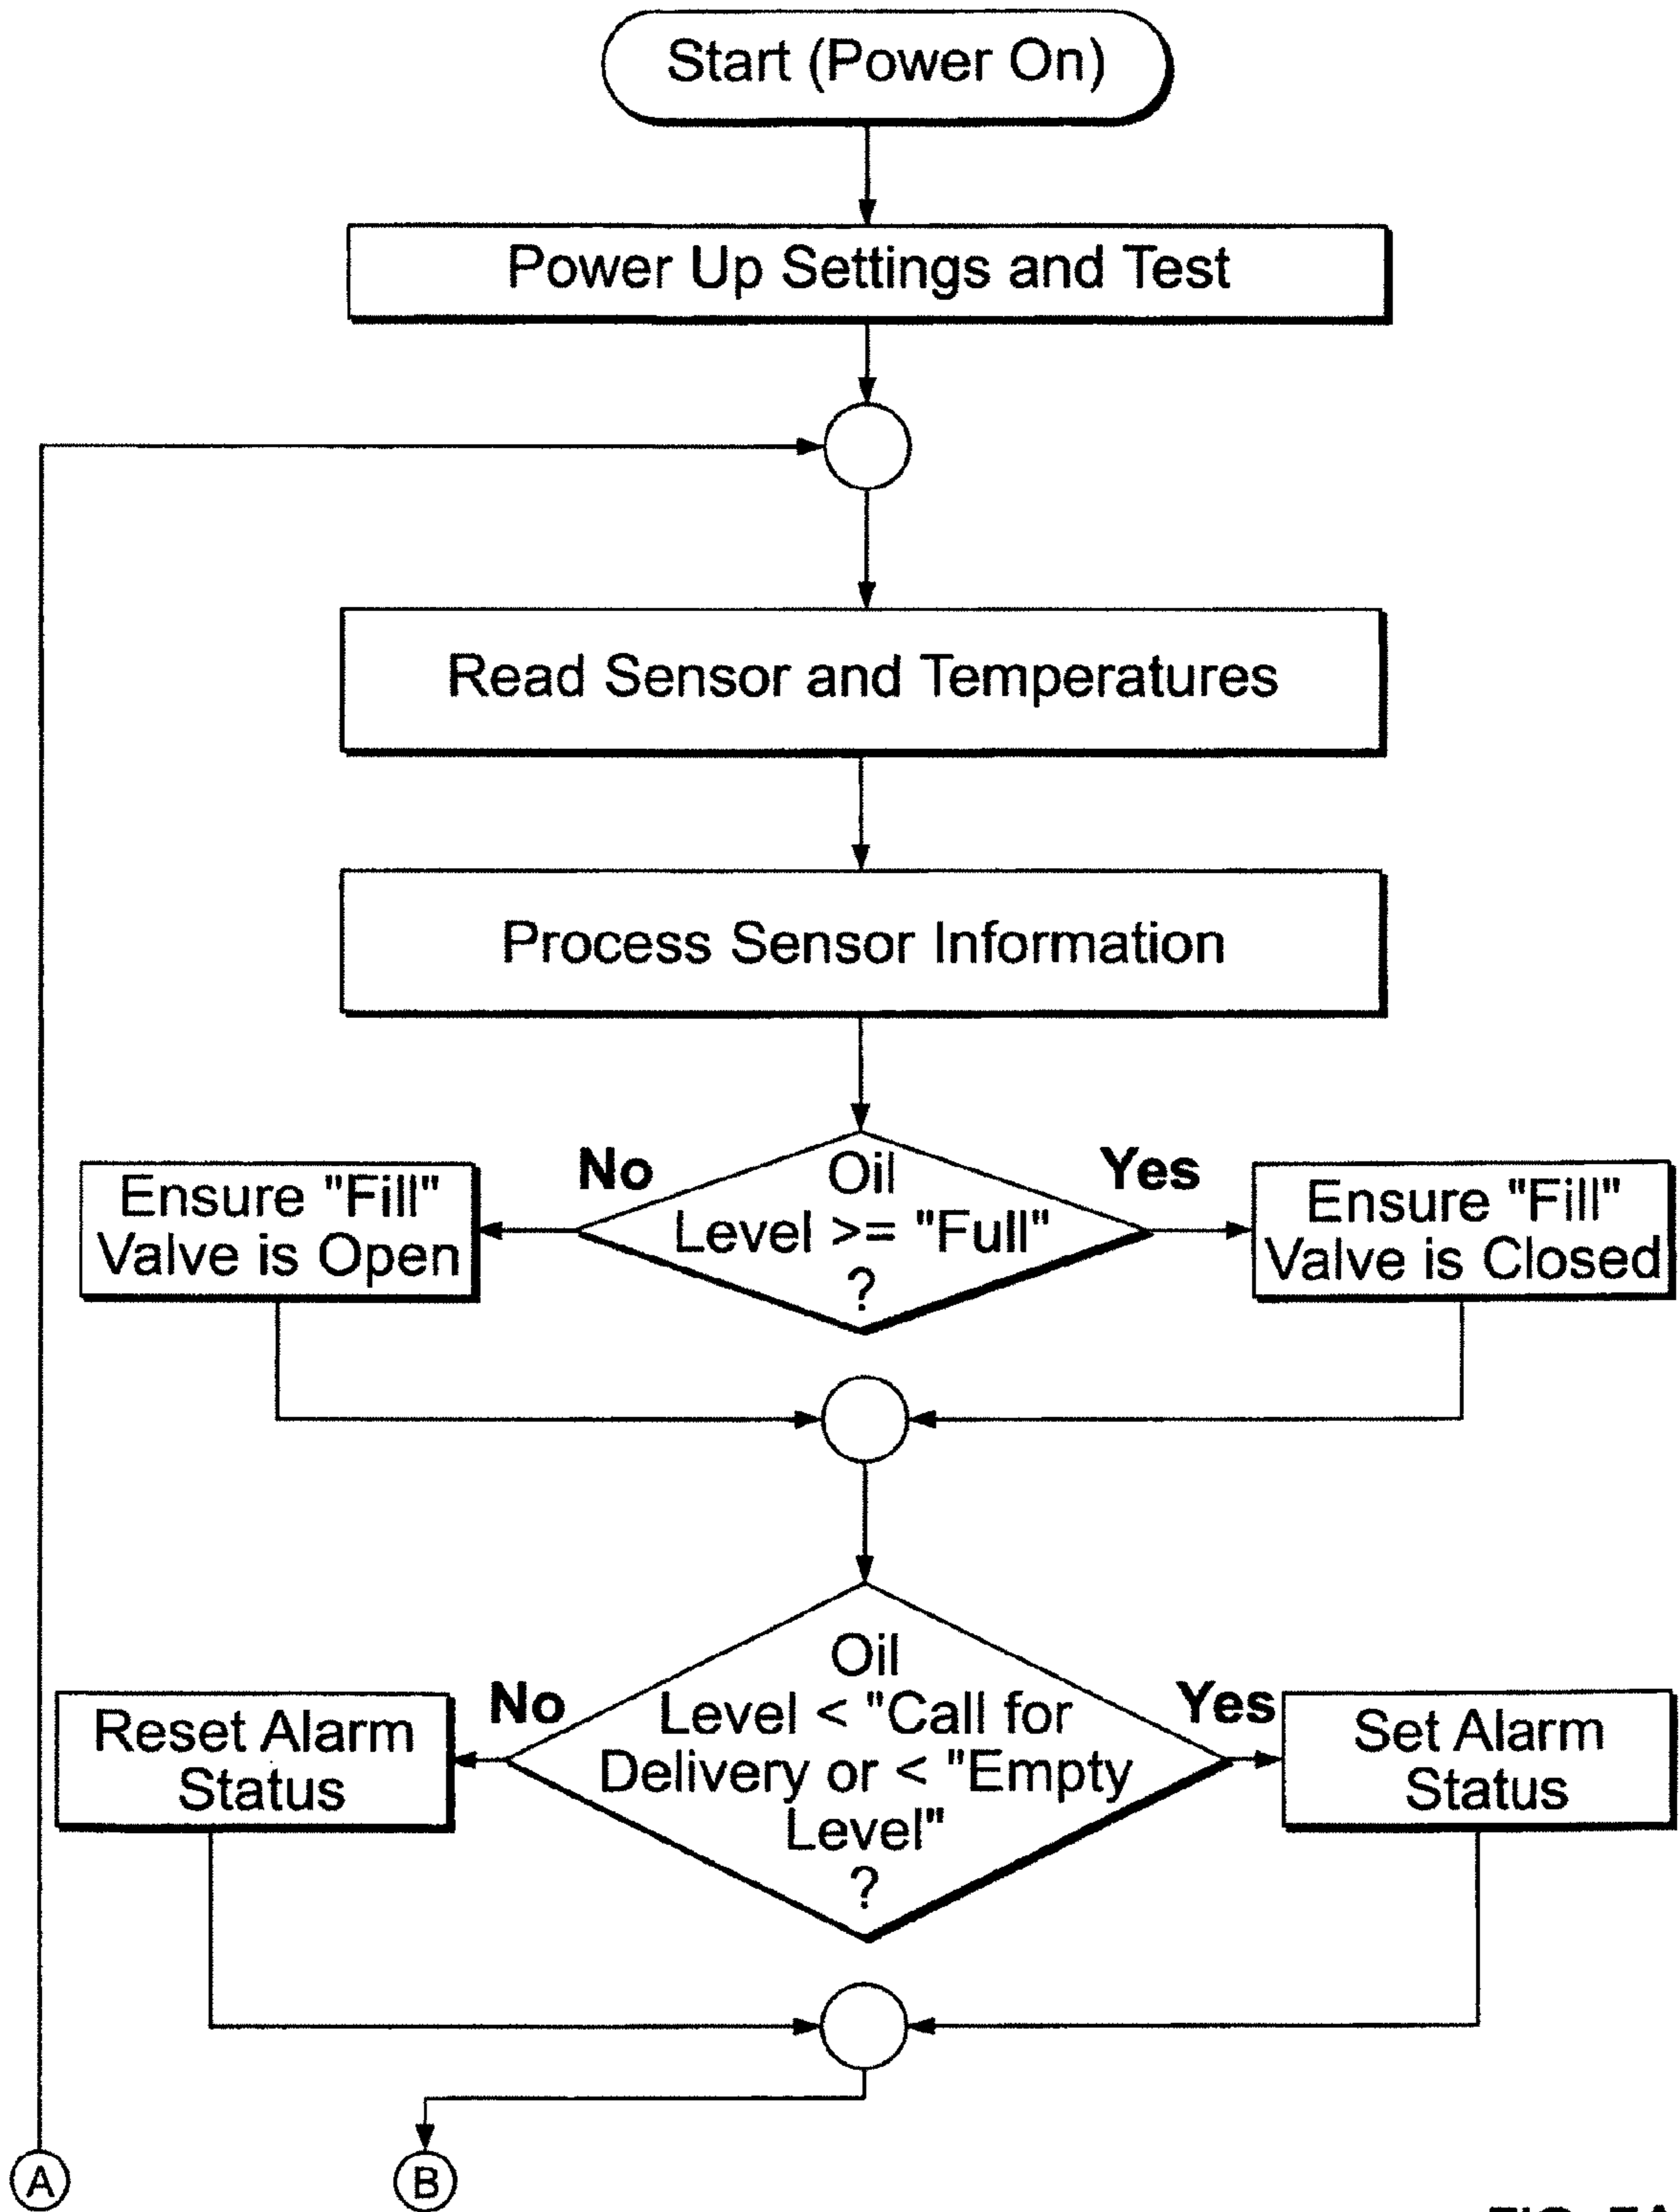 Start (Power On)
Power Up Settings and Test
Read Sensor and Temperatures
Process Sensor Information
No
Oil
Level >= "Full"
?
Yes
Ensure "Fill"
Valve is Open
Ensure "Fill"
Valve is Closed
No
Oil
Level < "Call for
Delivery or < "Empty
Level"
?
Yes
Reset Alarm
Status
Set Alarm
Status
A
B